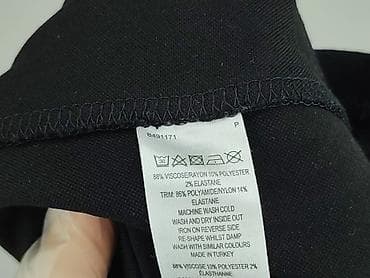 B491171 P
88% VISCOSE/RAYON 10% POLYESTER
2% ELASTANE
TRIM: 86% POLYAMIDE/NYLON 14%
ELASTANE
MACHINE WASH COLD
WASH AND DRY INSIDE OUT
IRON ON REVERSE SIDE
RE-SHAPE WHILST DAMP
WASH WITH SIMILAR COLOURS
MADE IN TURKEY
88% VISCOSE 10% POLYESTER 2%
ELASTHANNE